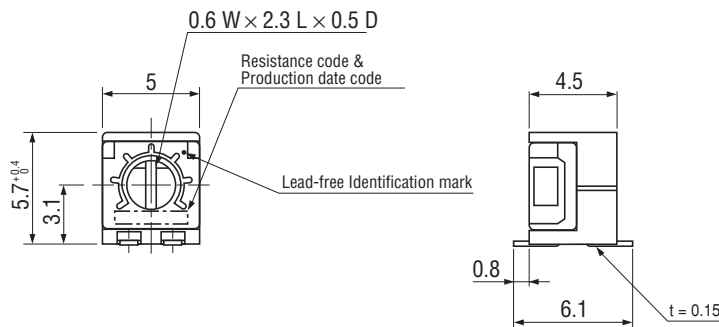 0.6 W × 2.3 L × 0.5 D
Resistance code &
Production date code
5
4.5
5.7 +0.4 0
3.1
Lead-free Identification mark
0.8
6.1
t = 0.15